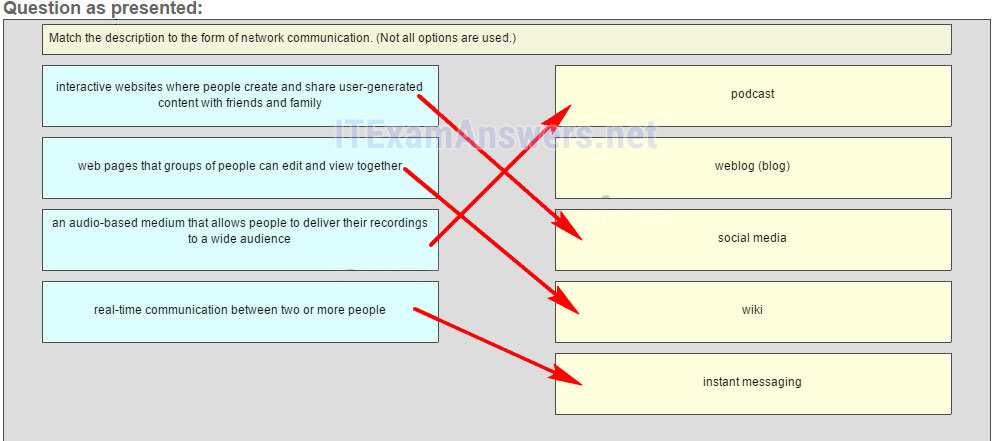 Question as presented:
Match the description to the form of network communication. (Not all options are used.)
interactive websites where people create and share user-generated
content with friends and family
podcast
ITExamAnswers.net
web pages that groups of people can edit and view together
weblog (blog)
an audio-based medium that allows people to deliver their recordings
to a wide audience
social media
real-time communication between two or more people
wiki
instant messaging